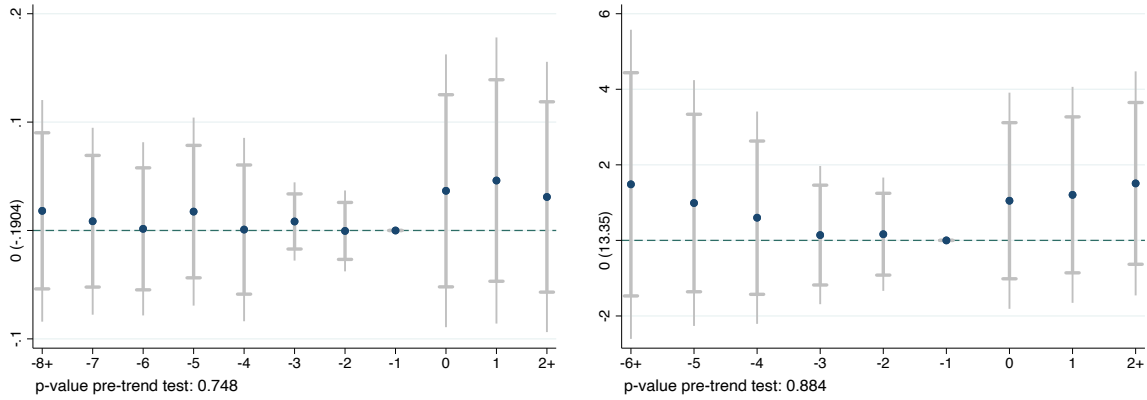 .2
.1
0 (-.1904)
-.1
-8+ -7 -6 -5 -4 -3 -2 -1 0 1 2+
p-value pre-trend test: 0.748
6
4
2
0 (13.35)
-2
-6+ -5 -4 -3 -2 -1 0 1 2+
p-value pre-trend test: 0.884